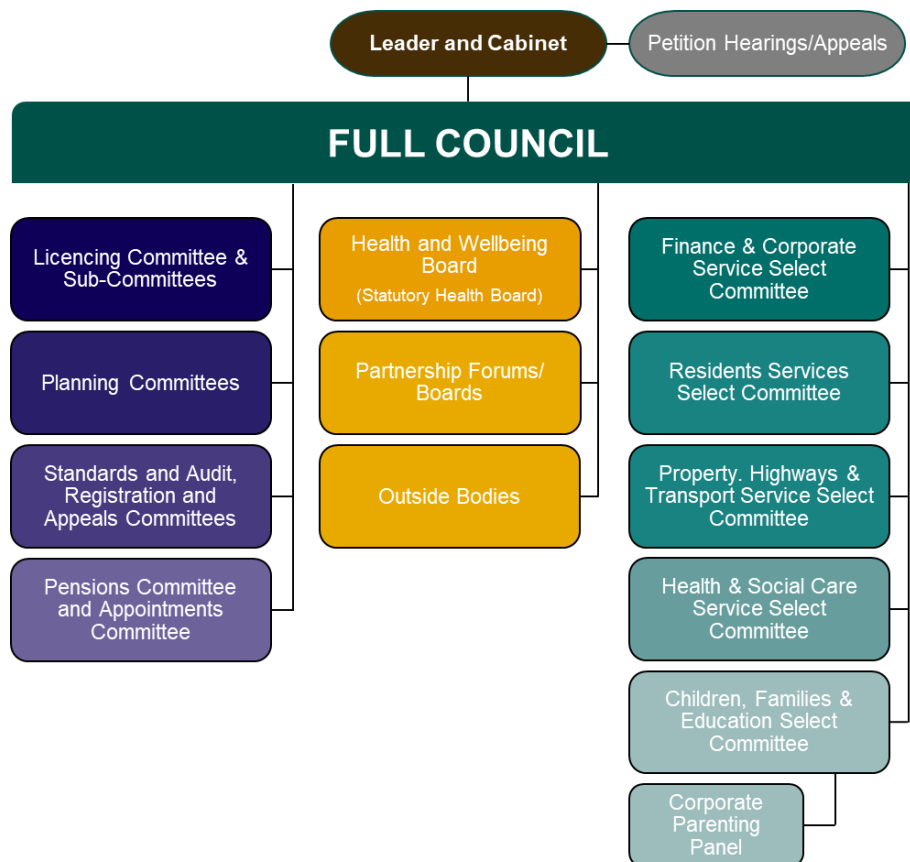 Leader and Cabinet
Petition Hearings/Appeals
FULL COUNCIL
Licencing Committee &
Sub-Committees
Planning Committees
Standards and Audit,
Registration and
Appeals Committees
Pensions Committee
and Appointments
Committee
Health and Wellbeing
Board
(Statutory Health Board)
Partnership Forums/
Boards
Outside Bodies
Finance & Corporate
Service Select
Committee
Residents Services
Select Committee
Property. Highways &
Transport Service Select
Committee
Health & Social Care
Service Select
Committee
Children, Families &
Education Select
Committee
Corporate
Parenting
Panel